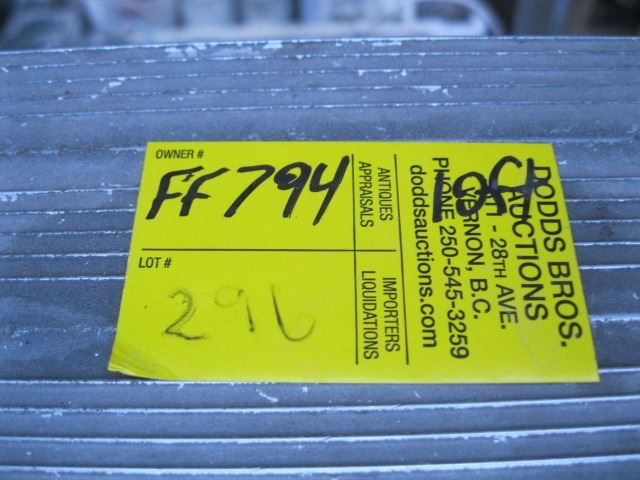 OWNER #
FF794
LOT #
296
ANTIQUES
APPRAISALS
IMPORTERS
LIQUIDATIONS
DODDS BROS.
AUCTIONS
28TH AVE.
VERNON, B.C.
PHONE 250-545-3259
doddsauctions.com